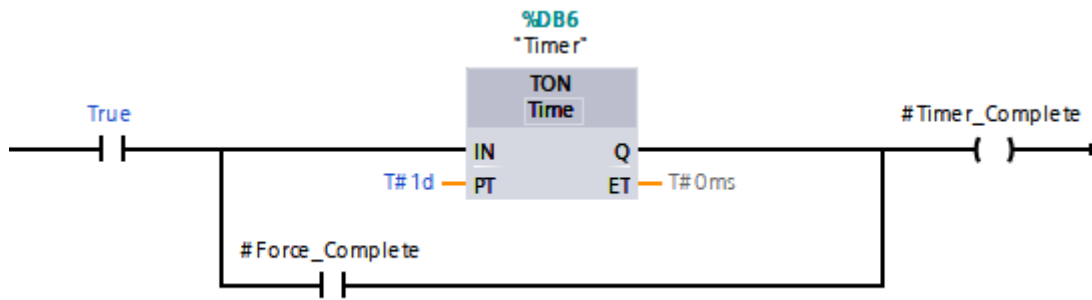 %DB6
"Timer"
TON
Time
True
#Timer_Complete
IN Q
T#1d PT ET T#0ms
#Force_Complete